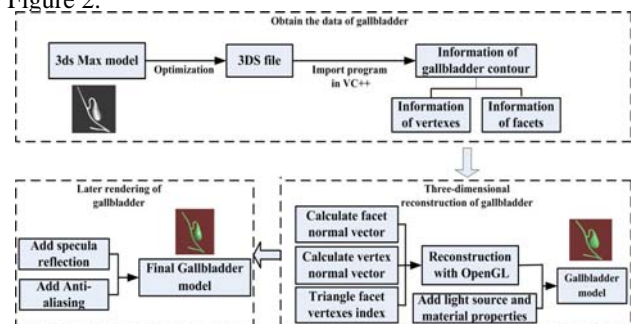 Figure 2.
Obtain the data of gallbladder
3ds Max model
Optimization
3DS file
Import program
in VC++
Information of
gallbladder contour
Information
of vertexes
Information
of facets
Later rendering of
gallbladder
Add specula
reflection
Add Anti-
aliasing
Final Gallbladder
model
Three-dimensional
reconstruction of gallbladder
Calculate facet
normal vector
Calculate vertex
normal vector
Triangle facet
vertexes index
Reconstruction
with OpenGL
Add light source and
material properties
Gallbladder
model